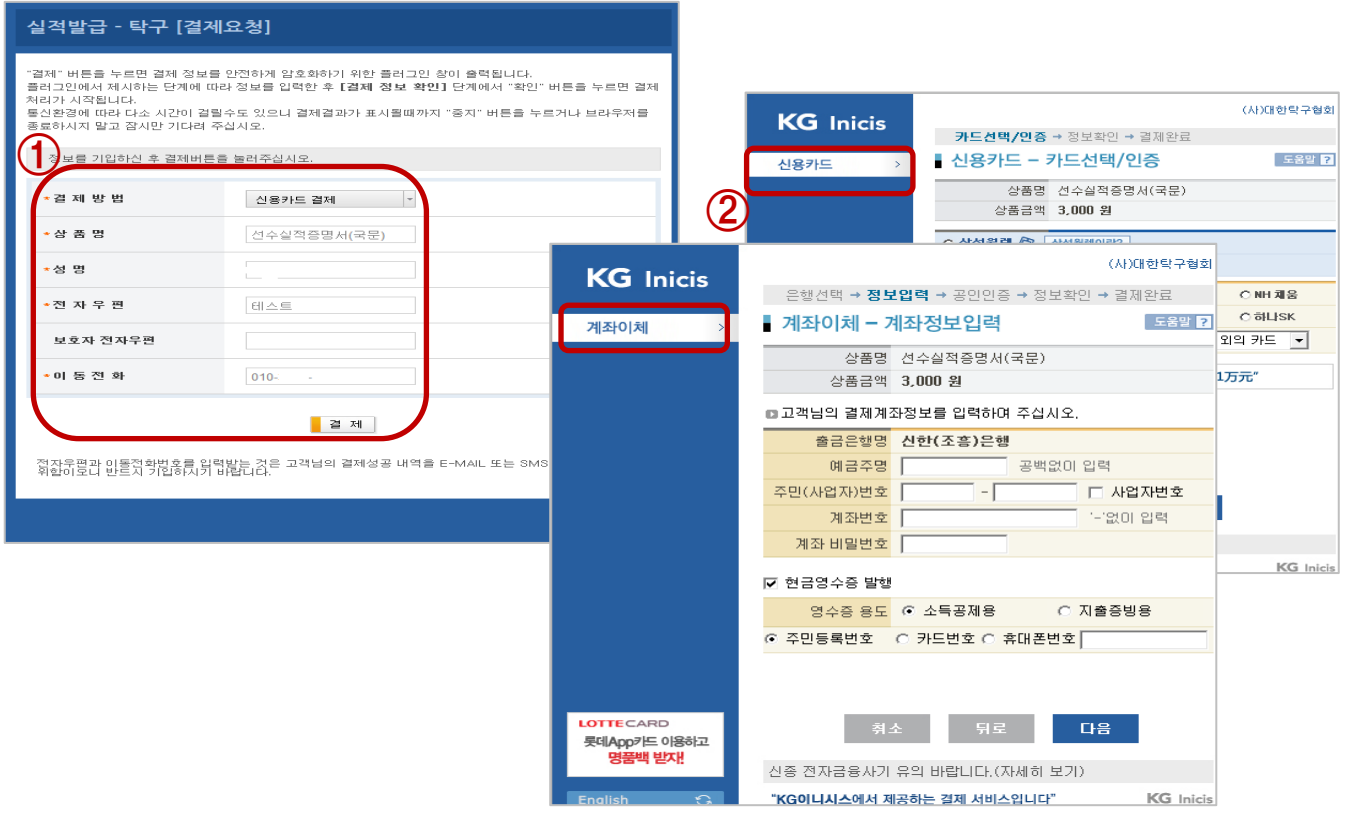 실적발급 - 탁구 [결제요청]
"결제" 버튼을 누르면 결제 정보를 안전하게 암호화하기 위한 플러그인 창이 출력됩니다.
플러그인에서 제시하는 단계에 따라 정보를 입력한 후 [결제 정보 확인] 단계에서 "확인" 버튼을 누르면 결제
처리가 시작됩니다.
통신환경에 따라 다소 시간이 걸릴수도 있으니 결제결과가 표시될때까지 "중지" 버튼을 누르거나 브라우저를
종료하시지 말고 잠시만 기다려 주십시오.
①
정보를 기입하신 후 결제버튼을 눌러주십시오.
*결 제 방 법 신용카드 결제
*상 품 명 선수실적증명서(국문)
*성 명
*전 자 우 편 테스트
보호자 전자우편
*이 동 전 화 010- -
결 제
전자우편과 이동전화번호를 입력받는 것은 고객님의 결제성공 내역을 E-MAIL 또는 SMS
위함이오니 반드시 기입하시기 바랍니다.
②
KG Inicis
신용카드 >
(사)대한탁구협회
카드선택/인증 → 정보확인 → 결제완료
신용카드 – 카드선택/인증 도움말 ?
상품명 선수실적증명서(국문)
상품금액 3,000 원
NH 채움
하나SK
외의 카드
1万元"
KG Inicis
KG Inicis
계좌이체 >
(사)대한탁구협회
은행선택 → 정보입력 → 공인인증 → 정보확인 → 결제완료
계좌이체 – 계좌정보입력 도움말 ?
상품명 선수실적증명서(국문)
상품금액 3,000 원
고객님의 결제계좌정보를 입력하여 주십시오.
출금은행명 신한(조흥)은행
예금주명 공백없이 입력
주민(사업자)번호 - 사업자번호
계좌번호 '-'없이 입력
계좌 비밀번호
현금영수증 발행
영수증 용도 소득공제용 지출증빙용
주민등록번호 카드번호 휴대폰번호
취소 뒤로 다음
LOTTECARD
롯데App카드 이용하고
명품백 받자!
English
신종 전자금융사기 유의 바랍니다.(자세히 보기)
"KG이니시스에서 제공하는 결제 서비스입니다" KG Inicis